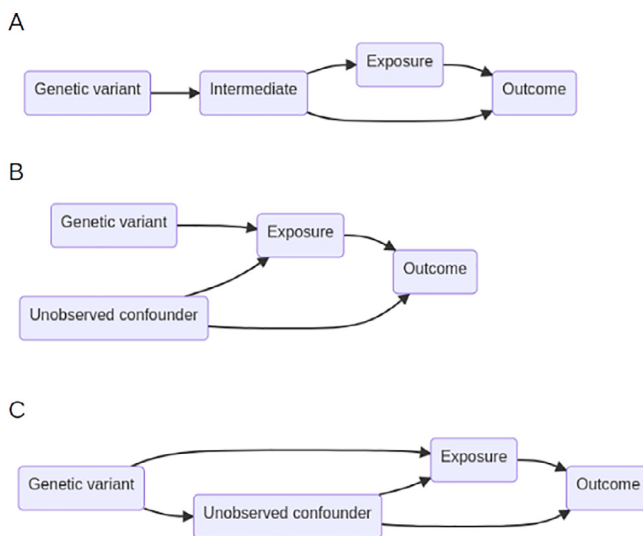 A
Exposure
Genetic variant
Intermediate
Outcome
B
Genetic variant
Exposure
Outcome
Unobserved confounder
C
Exposure
Genetic variant
Outcome
Unobserved confounder